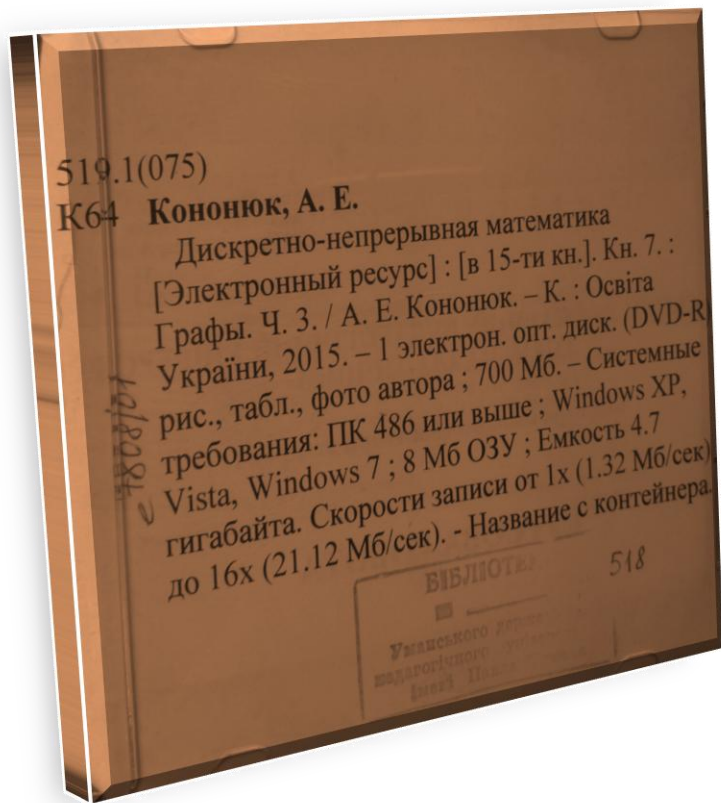 519.1(075)
К64 Кононюк, А. Е.
Дискретно-непрерывная математика
[Электронный ресурс] : [в 15-ти кн.]. Кн. 7. :
Графы. Ч. 3. / А. Е. Кононюк. – К. : Освіта
України, 2015. – 1 электрон. опт. диск. (DVD-R
рис., табл., фото автора ; 700 Мб. – Системные
требования: ПК 486 или выше ; Windows XP,
Vista, Windows 7 ; 8 Мб ОЗУ ; Емкость 4.7
гигабайта. Скорости записи от 1х (1.32 Мб/сек)
до 16х (21.12 Мб/сек). - Название с контейнера.
518
Уманського